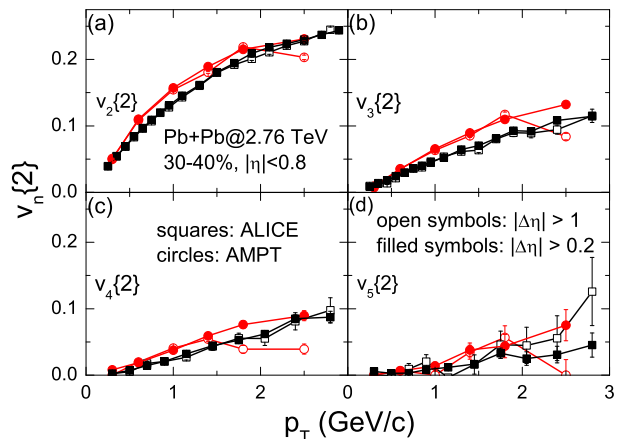 (a)
(b)
0.2
v₂{2}
v₃{2}
0.1
Pb+Pb@2.76 TeV
30-40%, |η|<0.8
0.0
vₙ{2}
(c)
(d)
0.2
squares: ALICE
circles: AMPT
open symbols: |Δη| > 1
filled symbols: |Δη| > 0.2
v₄{2}
v₅{2}
0.1
0.0
0 1 2 0 1 2 3
p_T (GeV/c)